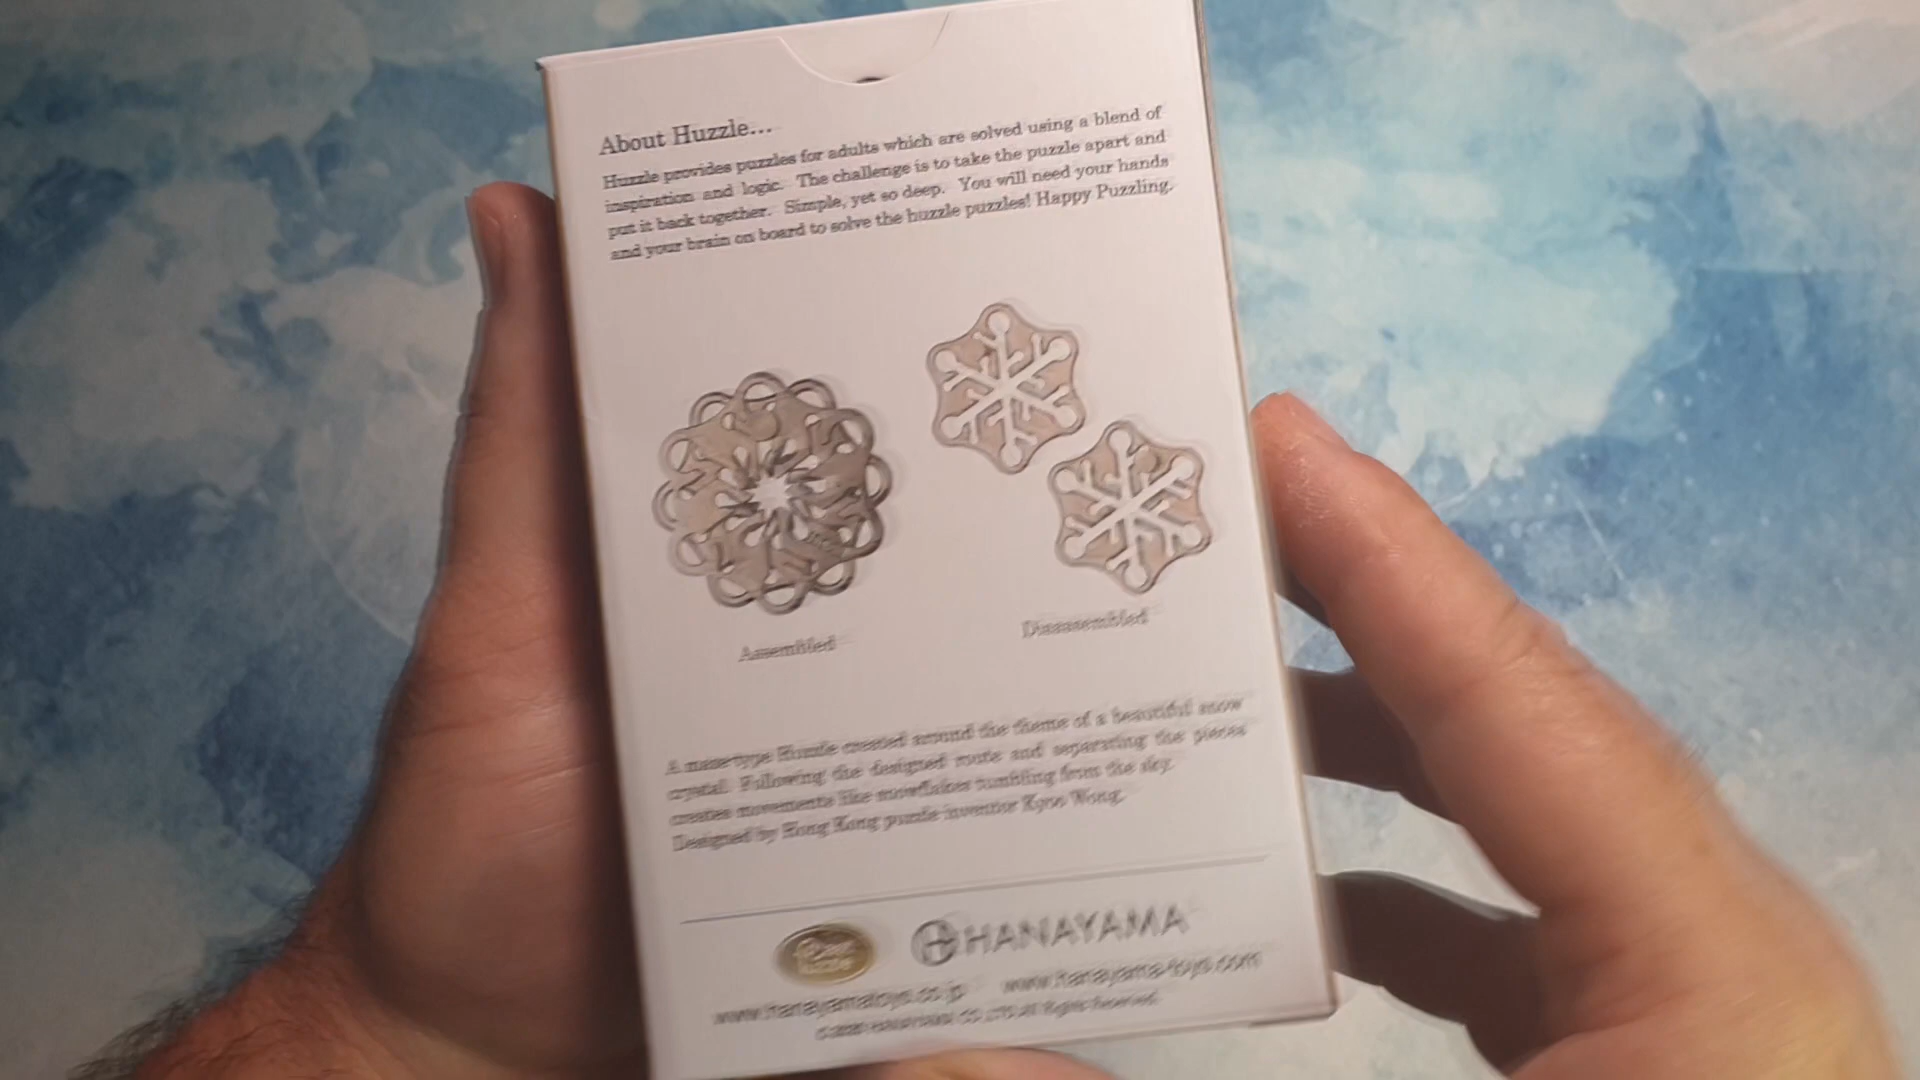 About Huzzle...
Huzzle provides puzzles for adults which are solved using a blend of
inspiration and logic. The challenge is to take the puzzle apart and
put it back together. Simple, yet so deep. You will need your hands
and your brain on board to solve the huzzle puzzles! Happy Puzzling.
Assembled
Disassembled
A maze-type Huzzle created around the theme of a beautiful snow
crystal. Following the designed route and separating the pieces
creates movements like snowflakes tumbling from the sky.
Designed by Hong Kong puzzle inventor Kyoo Wong.
HANAYAMA
www.hanayamatoys.co.jp www.hanayama-toys.com
CO.,LTD All Rights Reserved.